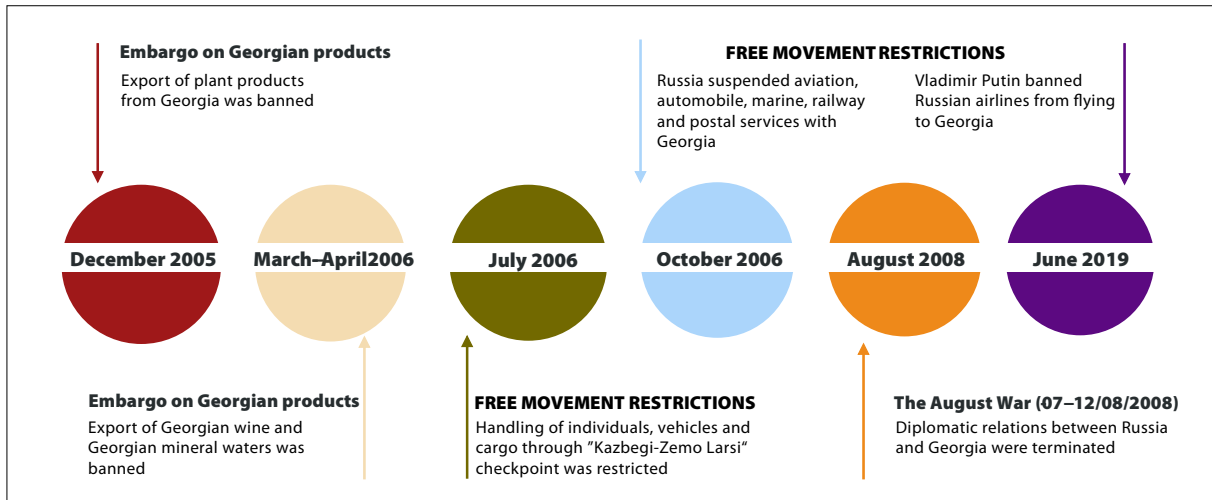 Embargo on Georgian products
Export of plant products
from Georgia was banned
FREE MOVEMENT RESTRICTIONS
Russia suspended aviation,
automobile, marine, railway
and postal services with
Georgia
Vladimir Putin banned
Russian airlines from flying
to Georgia
December 2005
March–April2006
July 2006
October 2006
August 2008
June 2019
Embargo on Georgian products
Export of Georgian wine and
Georgian mineral waters was
banned
FREE MOVEMENT RESTRICTIONS
Handling of individuals, vehicles and
cargo through ”Kazbegi-Zemo Larsi“
checkpoint was restricted
The August War (07–12/08/2008)
Diplomatic relations between Russia
and Georgia were terminated